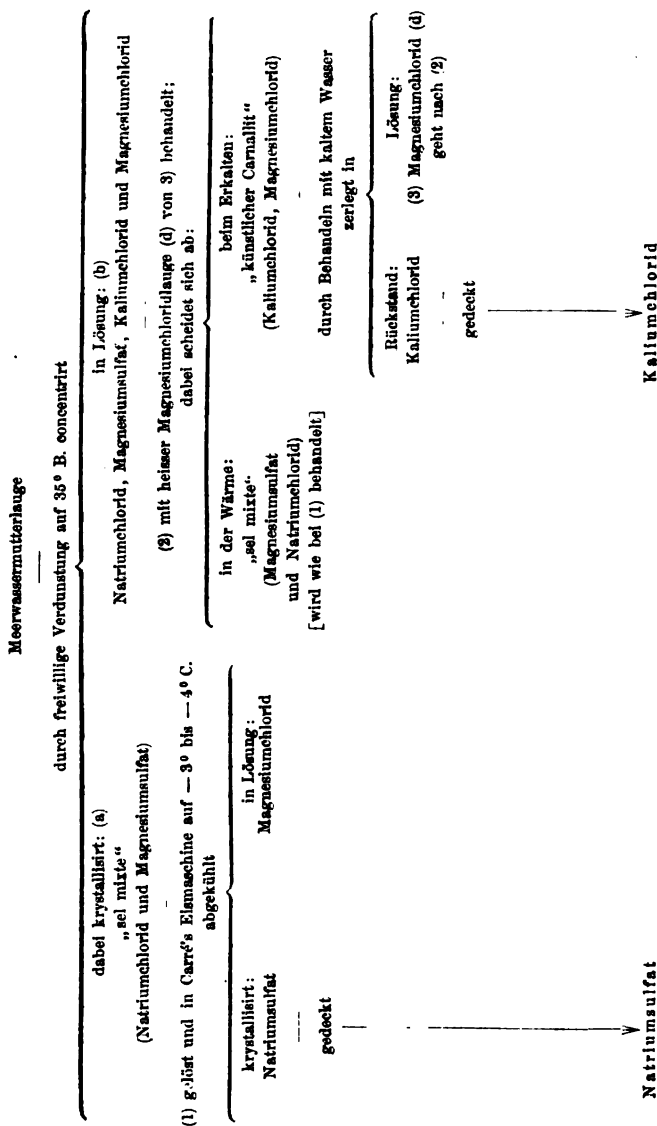 Meerwassermutterlauge
durch freiwillige Verdunstung auf 35° B. concentrirt
dabei krystallisirt: (a)
„sel mixte“
(Natriumchlorid und Magnesiumsulfat)
(1) gelöst und in Carré's Eismaschine auf — 3° bis — 4° C.
abgekühlt
krystallisirt:
Natriumsulfat
gedeckt
Natriumsulfat
in Lösung:
Magnesiumchlorid
in Lösung: (b)
Natriumchlorid, Magnesiumsulfat, Kaliumchlorid und Magnesiumchlorid
(2) mit heisser Magnesiumchloridlauge (d) von 3) behandelt;
dabei scheidet sich ab:
in der Wärme:
„sel mixte“
(Magnesiumsulfat
und Natriumchlorid)
[wird wie bei (1) behandelt]
beim Erkalten:
„künstlicher Carnallit“
(Kaliumchlorid, Magnesiumchlorid)
durch Behandeln mit kaltem Wasser
zerlegt in
Rückstand:
Kaliumchlorid
gedeckt
Kaliumchlorid
Lösung:
(3) Magnesiumchlorid (d)
geht nach (2)